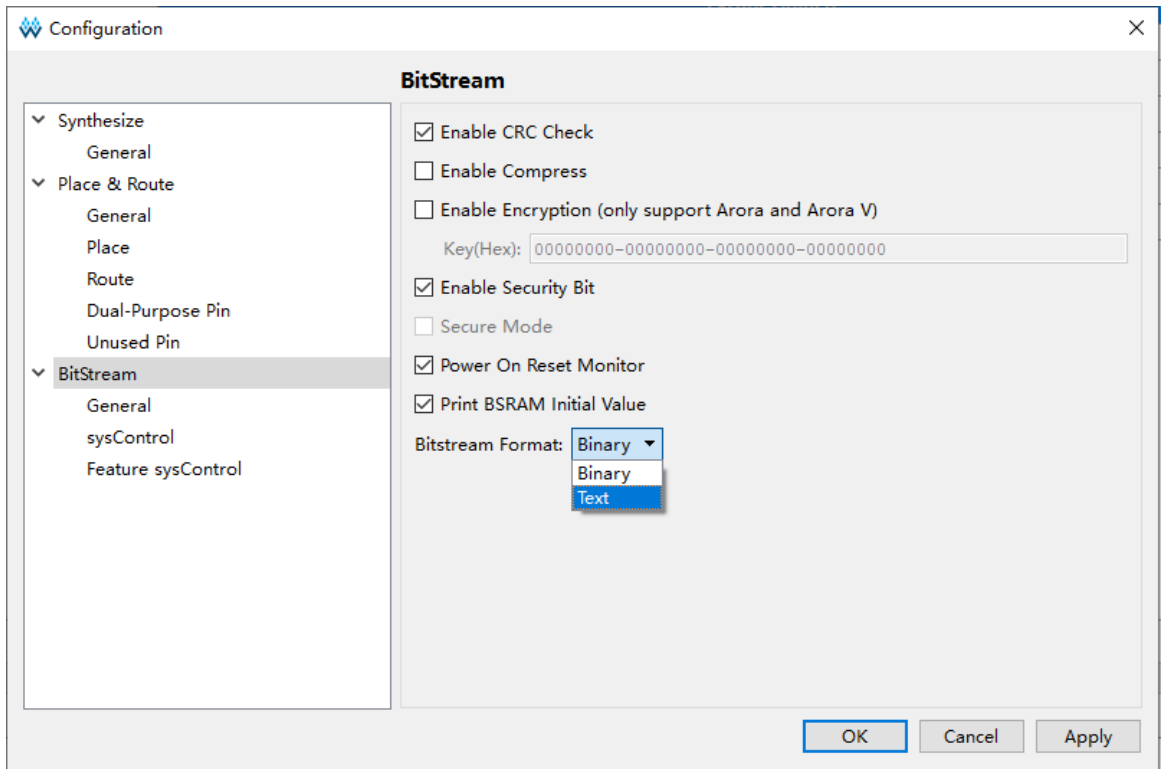 Configuration
BitStream
Synthesize
General
Place & Route
General
Place
Route
Dual-Purpose Pin
Unused Pin
BitStream
General
sysControl
Feature sysControl
Enable CRC Check
Enable Compress
Enable Encryption (only support Arora and Arora V)
Key(Hex): 00000000-00000000-00000000-00000000
Enable Security Bit
Secure Mode
Power On Reset Monitor
Print BSRAM Initial Value
Bitstream Format: Binary
Binary
Text
OK Cancel Apply